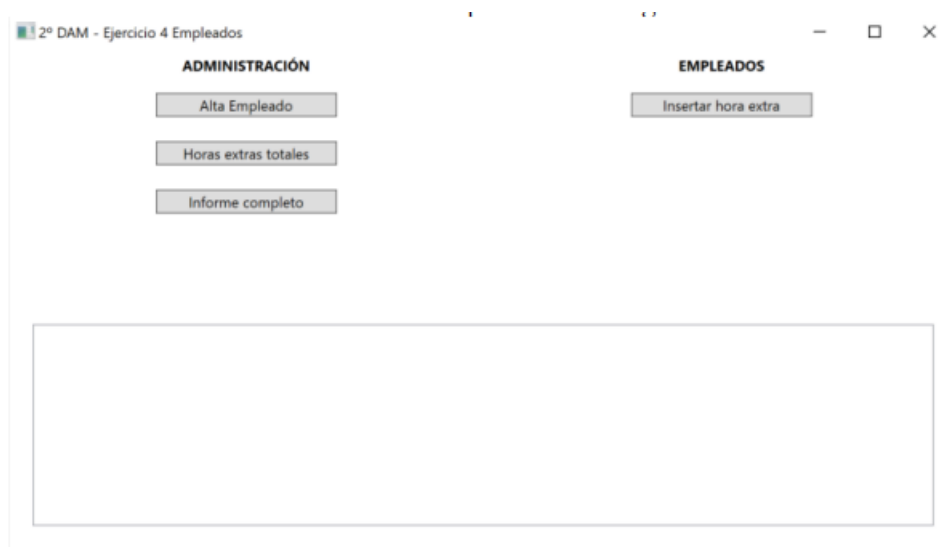 2º DAM - Ejercicio 4 Empleados
ADMINISTRACIÓN
EMPLEADOS
Alta Empleado
Insertar hora extra
Horas extras totales
Informe completo